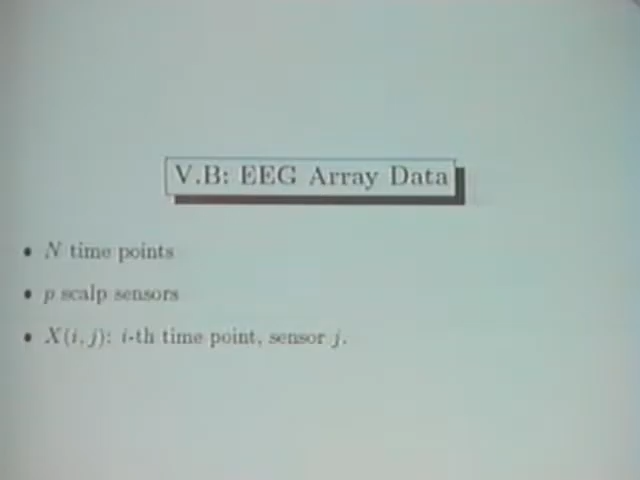 V.B: EEG Array Data
• N time points
• p scalp sensors
• X(i, j): i-th time point, sensor j.